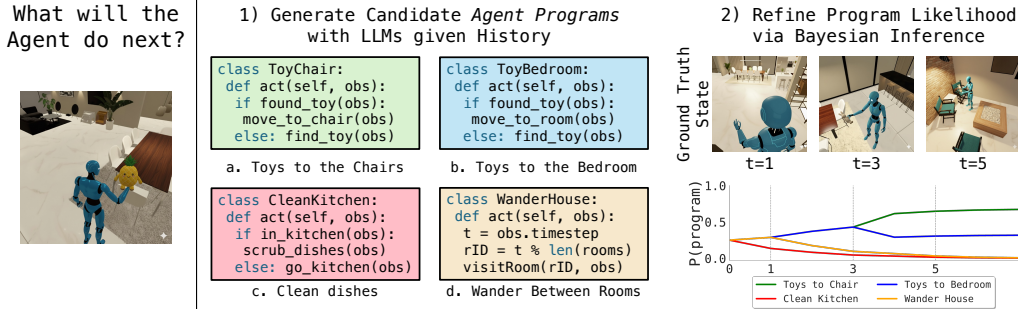 What will the
Agent do next?
1) Generate Candidate Agent Programs
with LLMs given History
class ToyChair:
def act(self, obs):
if found_toy(obs):
move_to_chair(obs)
else: find_toy(obs)
a. Toys to the Chairs
class ToyBedroom:
def act(self, obs):
if found_toy(obs):
move_to_room(obs)
else: find_toy(obs)
b. Toys to the Bedroom
class CleanKitchen:
def act(self, obs):
if in_kitchen(obs):
scrub_dishes(obs)
else: go_kitchen(obs)
c. Clean dishes
class WanderHouse:
def act(self, obs):
t = obs.timestep
rID = t % len(rooms)
visitRoom(rID, obs)
d. Wander Between Rooms
2) Refine Program Likelihood
via Bayesian Inference
Ground Truth
State
t=1
t=3
t=5
P(program)
1.0
0.5
0.0
0
1
3
5
Toys to Chair
Toys to Bedroom
Clean Kitchen
Wander House